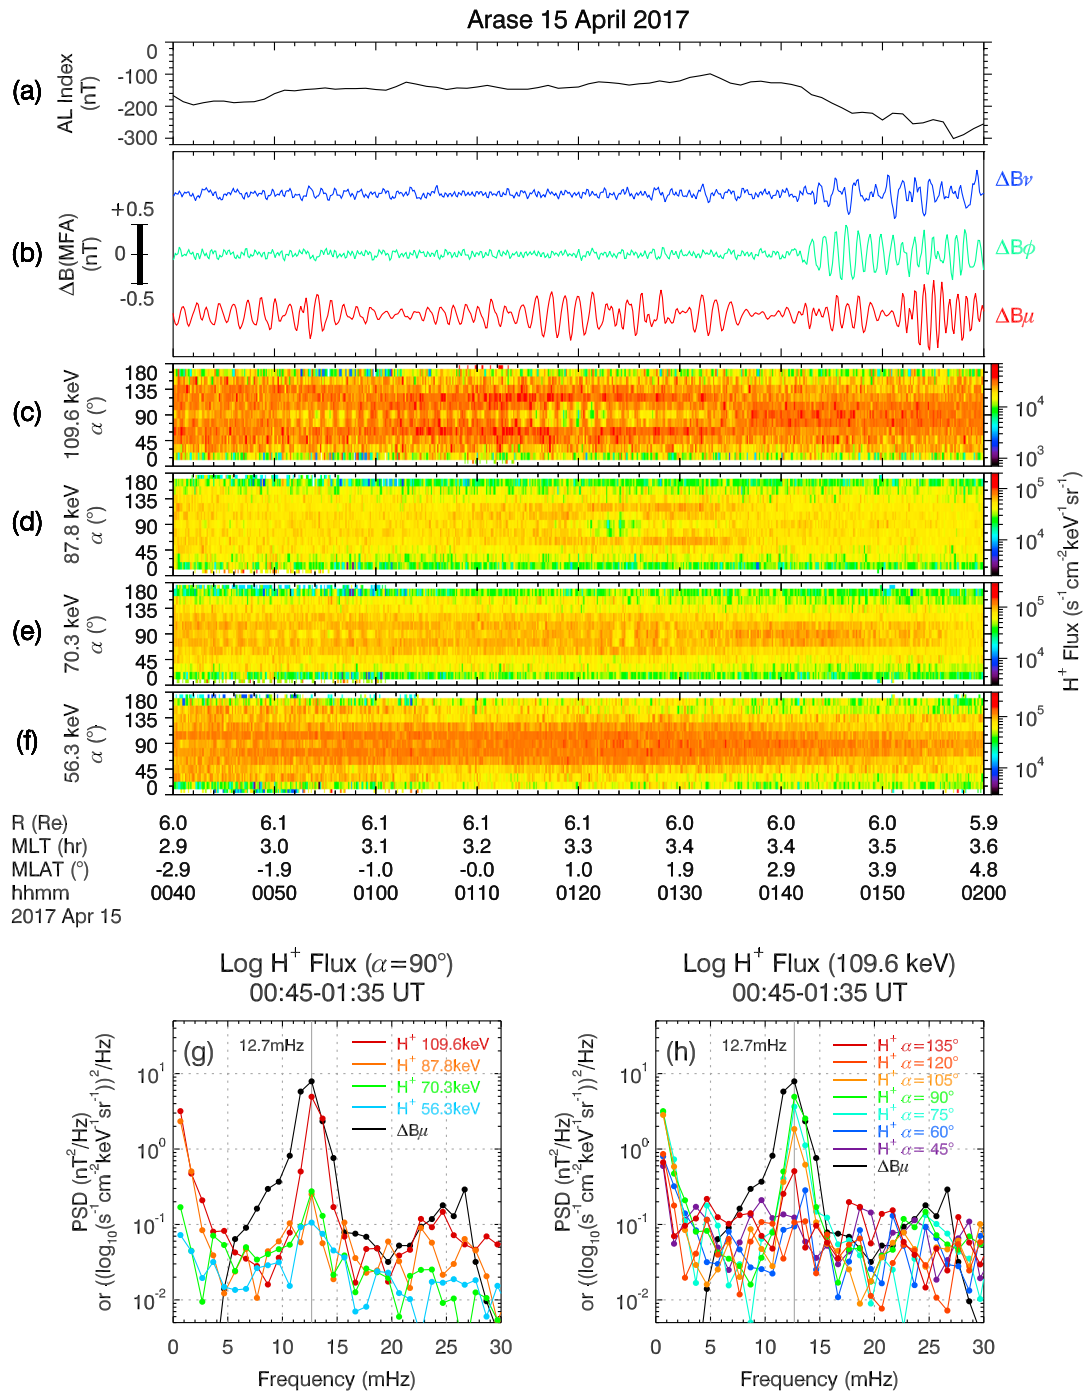 Arase 15 April 2017
(a)
AL Index
(nT)
0
-100
-200
-300
(b)
ΔB(MFA)
(nT)
+0.5
0
-0.5
ΔBν
ΔBφ
ΔBμ
(c)
109.6 keV
α (°)
180
135
90
45
0
10⁴
10³
(d)
87.8 keV
α (°)
180
135
90
45
0
10⁵
10⁴
(e)
70.3 keV
α (°)
180
135
90
45
0
10⁵
10⁴
(f)
56.3 keV
α (°)
180
135
90
45
0
10⁵
10⁴
H⁺ Flux (s⁻¹cm⁻²keV⁻¹sr⁻¹)
R (Re) 6.0 6.1 6.1 6.1 6.1 6.0 6.0 6.0 5.9
MLT (hr) 2.9 3.0 3.1 3.2 3.3 3.4 3.4 3.5 3.6
MLAT (°) -2.9 -1.9 -1.0 -0.0 1.0 1.9 2.9 3.9 4.8
hhmm 0040 0050 0100 0110 0120 0130 0140 0150 0200
2017 Apr 15
Log H⁺ Flux (α=90°)
00:45-01:35 UT
(g)
12.7mHz
H⁺ 109.6keV
H⁺ 87.8keV
H⁺ 70.3keV
H⁺ 56.3keV
ΔBμ
PSD (nT²/Hz)
or {(log₁₀(s⁻¹cm⁻²keV⁻¹sr⁻¹))²/Hz}
10¹
10⁰
10⁻¹
10⁻²
0 5 10 15 20 25 30
Frequency (mHz)
Log H⁺ Flux (109.6 keV)
00:45-01:35 UT
(h)
12.7mHz
H⁺ α=135°
H⁺ α=120°
H⁺ α=105°
H⁺ α=90°
H⁺ α=75°
H⁺ α=60°
H⁺ α=45°
ΔBμ
PSD (nT²/Hz)
or {(log₁₀(s⁻¹cm⁻²keV⁻¹sr⁻¹))²/Hz}
10¹
10⁰
10⁻¹
10⁻²
0 5 10 15 20 25 30
Frequency (mHz)